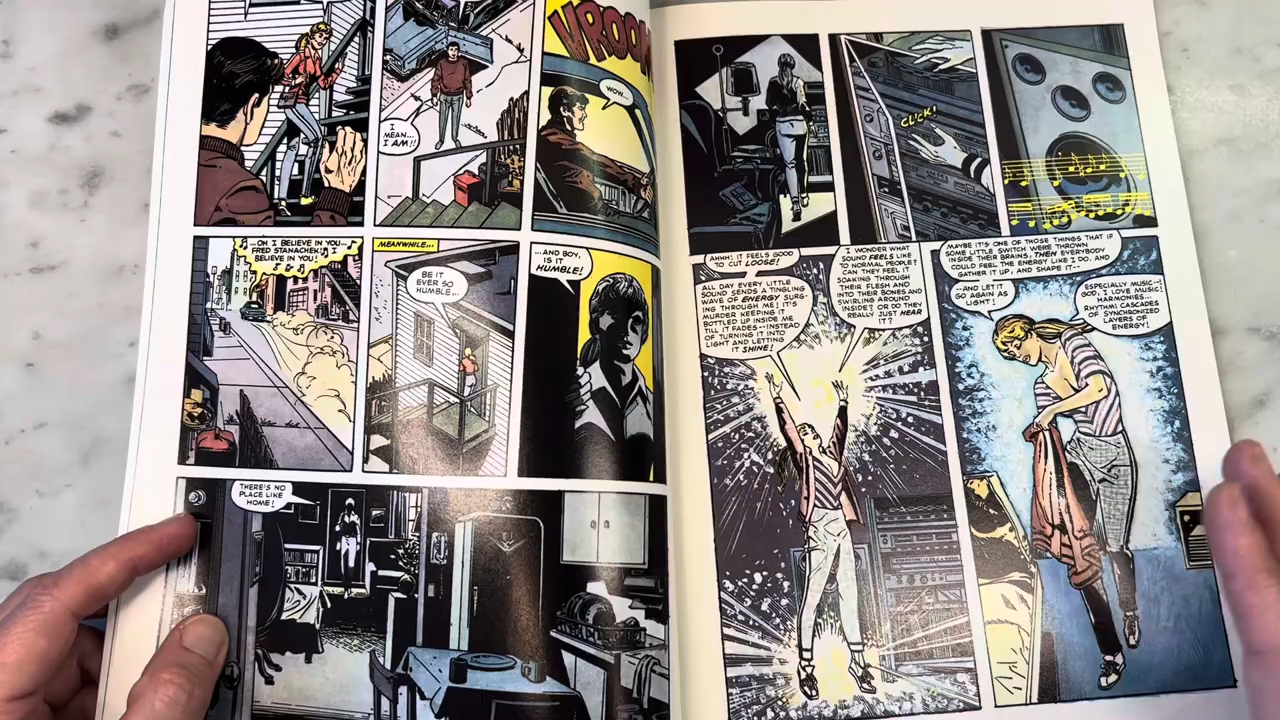 I
MEAN...
I AM!!
VROOM
WOW...
...OH I BELIEVE IN YOU...
FRED STANACHEK! I
BELIEVE IN YOU!
MEANWHILE...
BE IT
EVER SO
HUMBLE...
...AND BOY,
IS IT
HUMBLE!
THERE'S NO
PLACE LIKE
HOME!
CLICK!
AHHH! IT FEELS GOOD
TO CUT LOOSE!
ALL DAY EVERY LITTLE
SOUND SENDS A TINGLING
WAVE OF ENERGY SURG-
ING THROUGH ME! IT'S
MURDER KEEPING IT
BOTTLED UP INSIDE ME
TILL IT FADES--INSTEAD
OF TURNING IT INTO
LIGHT AND LETTING
IT SHINE!
I WONDER WHAT
SOUND FEELS LIKE
TO NORMAL PEOPLE?
CAN THEY FEEL IT
SOAKING THROUGH
THEIR FLESH AND
INTO THEIR BONES AND
SWIRLING AROUND
INSIDE? OR DO THEY
REALLY JUST HEAR
IT?
MAYBE IT'S ONE OF THOSE THINGS THAT IF
SOME LITTLE SWITCH WERE THROWN
INSIDE THEIR BRAINS, THEN EVERYBODY
COULD FEEL THE ENERGY LIKE I DO, AND
GATHER IT UP, AND SHAPE IT--
--AND LET IT
GO AGAIN AS
LIGHT!
ESPECIALLY MUSIC--!
GOD, I LOVE MUSIC!
HARMONIES...
RHYTHM! CASCADES
OF SYNCHRONIZED
LAYERS OF
ENERGY!